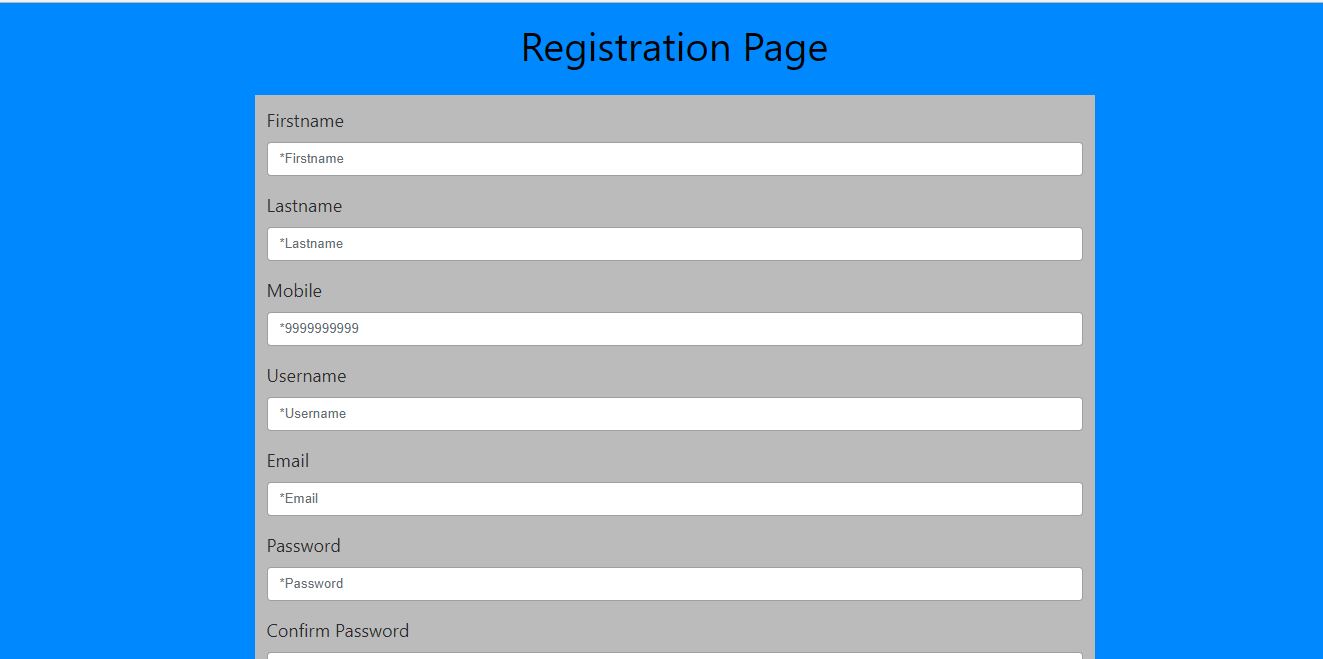 Registration Page
Firstname
*Firstname
Lastname
*Lastname
Mobile
*9999999999
Username
*Username
Email
*Email
Password
*Password
Confirm Password